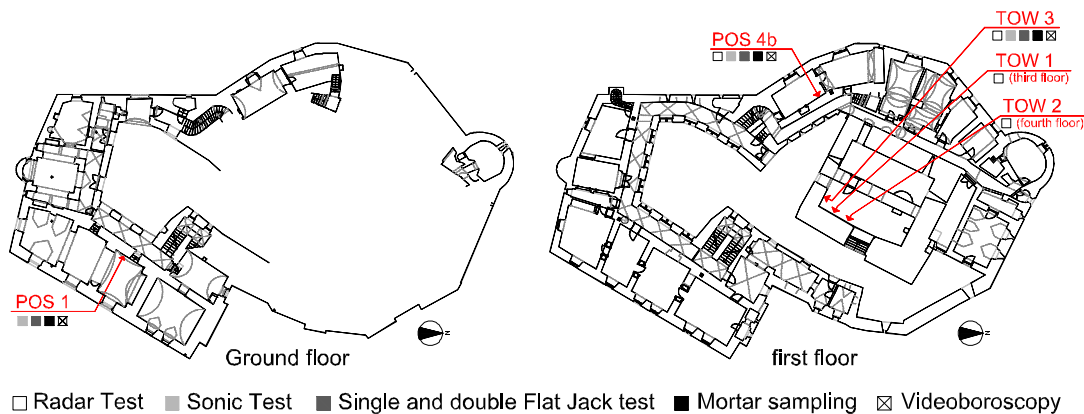 TOW 3
POS 4b
TOW 1
(third floor)
TOW 2
(fourth floor)
POS 1
N
N
Ground floor
first floor
Radar Test
Sonic Test
Single and double Flat Jack test
Mortar sampling
Videoboroscopy